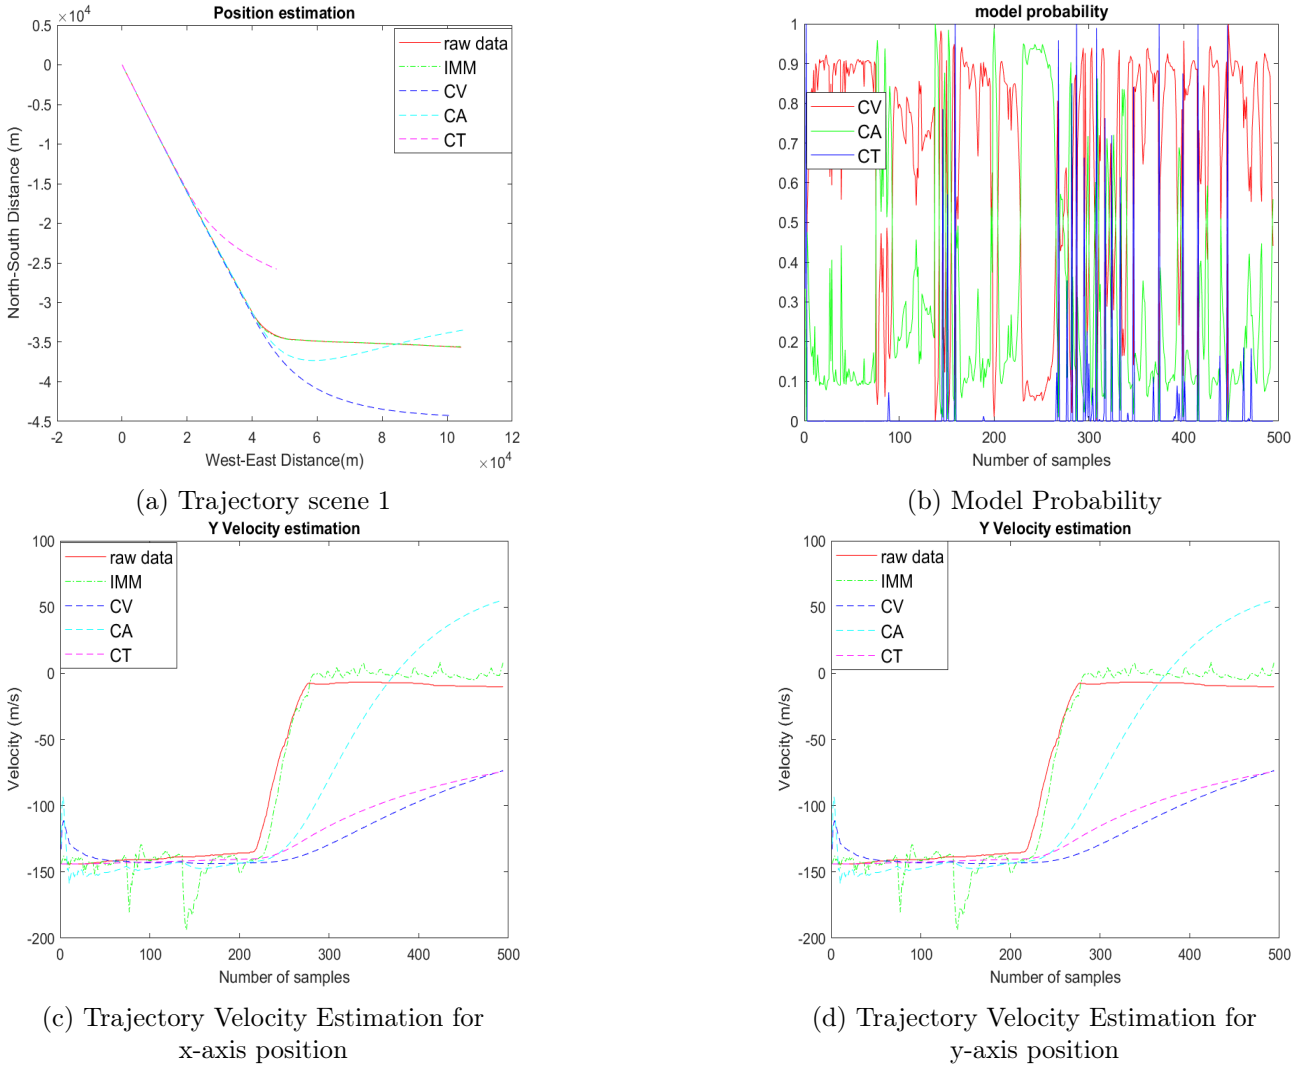 Position estimation
×10^4
0.5
0
-0.5
-1
-1.5
-2
-2.5
-3
-3.5
-4
-4.5
North-South Distance (m)
raw data
IMM
CV
CA
CT
-2
0
2
4
6
8
10
12
West-East Distance(m)
×10^4
(a) Trajectory scene 1
model probability
1
0.9
0.8
0.7
0.6
0.5
0.4
0.3
0.2
0.1
0
CV
CA
CT
0
100
200
300
400
500
Number of samples
(b) Model Probability
Y Velocity estimation
100
50
0
-50
-100
-150
-200
Velocity (m/s)
raw data
IMM
CV
CA
CT
0
100
200
300
400
500
Number of samples
(c) Trajectory Velocity Estimation for
x-axis position
Y Velocity estimation
100
50
0
-50
-100
-150
-200
Velocity (m/s)
raw data
IMM
CV
CA
CT
0
100
200
300
400
500
Number of samples
(d) Trajectory Velocity Estimation for
y-axis position